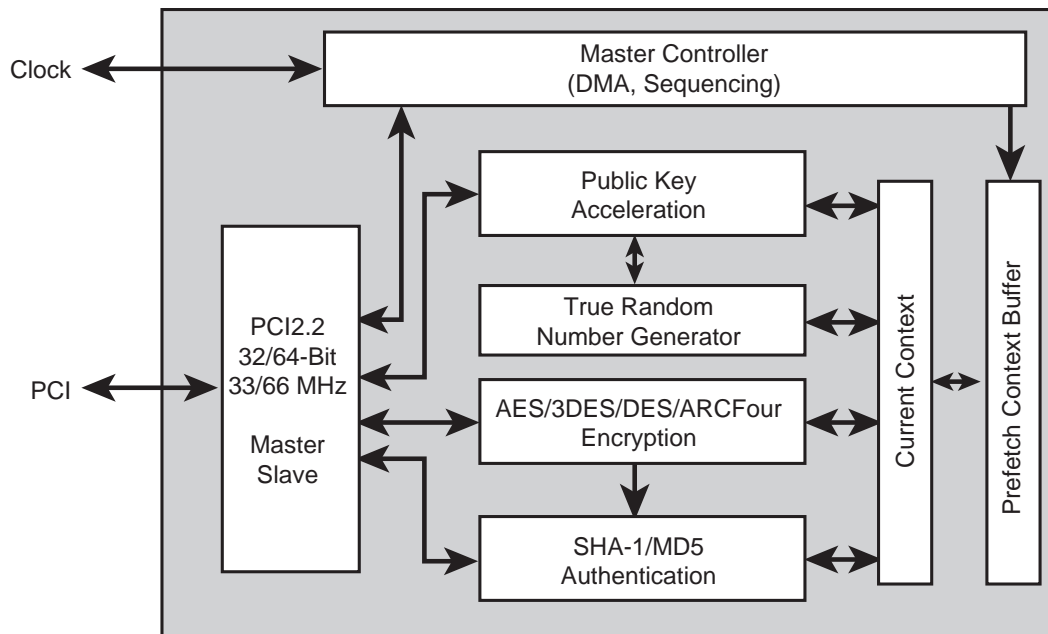 Clock
Master Controller
(DMA, Sequencing)
Public Key
Acceleration
True Random
Number Generator
PCI
PCI2.2
32/64-Bit
33/66 MHz
Master
Slave
AES/3DES/DES/ARCFour
Encryption
SHA-1/MD5
Authentication
Current Context
Prefetch Context Buffer